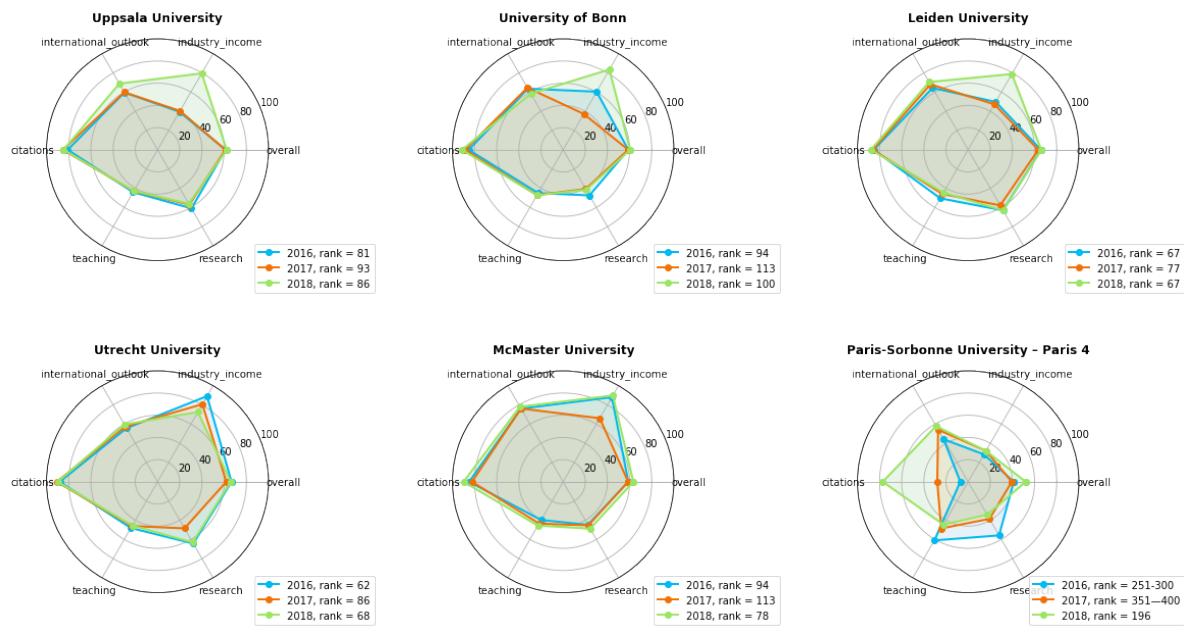 Uppsala University
international_outlook
industry_income
100
80
60
40
20
citations
overall
teaching
research
2016, rank = 81
2017, rank = 93
2018, rank = 86
University of Bonn
international_outlook
industry_income
100
80
60
40
20
citations
overall
teaching
research
2016, rank = 94
2017, rank = 113
2018, rank = 100
Leiden University
international_outlook
industry_income
100
80
60
40
20
citations
overall
teaching
research
2016, rank = 67
2017, rank = 77
2018, rank = 67
Utrecht University
international_outlook
industry_income
100
80
60
40
20
citations
overall
teaching
research
2016, rank = 62
2017, rank = 86
2018, rank = 68
McMaster University
international_outlook
industry_income
100
80
60
40
20
citations
overall
teaching
research
2016, rank = 94
2017, rank = 113
2018, rank = 78
Paris-Sorbonne University – Paris 4
international_outlook
industry_income
100
80
60
40
20
citations
overall
teaching
research
2016, rank = 251-300
2017, rank = 351—400
2018, rank = 196